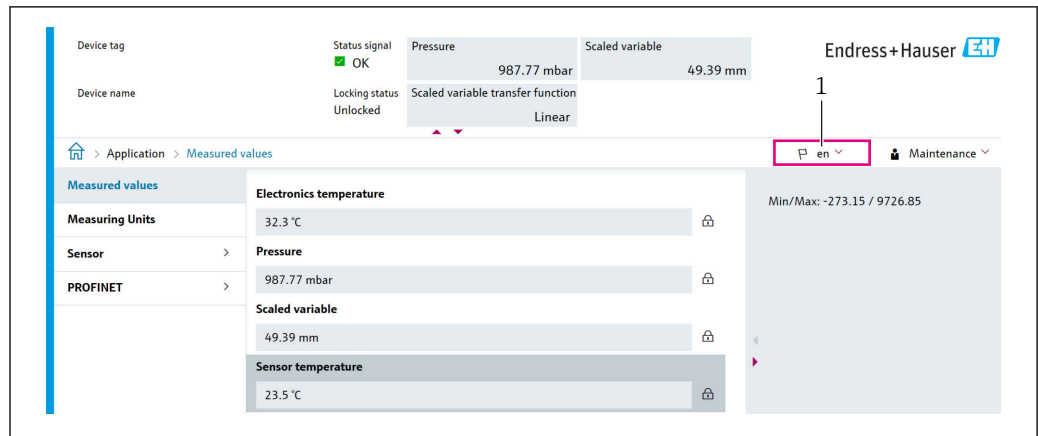 Device tag
Status signal
OK
Pressure
987.77 mbar
Scaled variable
49.39 mm
Endress+Hauser EH
Device name
Locking status
Unlocked
Scaled variable transfer function
Linear
1
> Application > Measured values
en
Maintenance
Measured values
Measuring Units
Sensor >
PROFINET >
Electronics temperature
32.3 °C
Pressure
987.77 mbar
Scaled variable
49.39 mm
Sensor temperature
23.5 °C
Min/Max: -273.15 / 9726.85